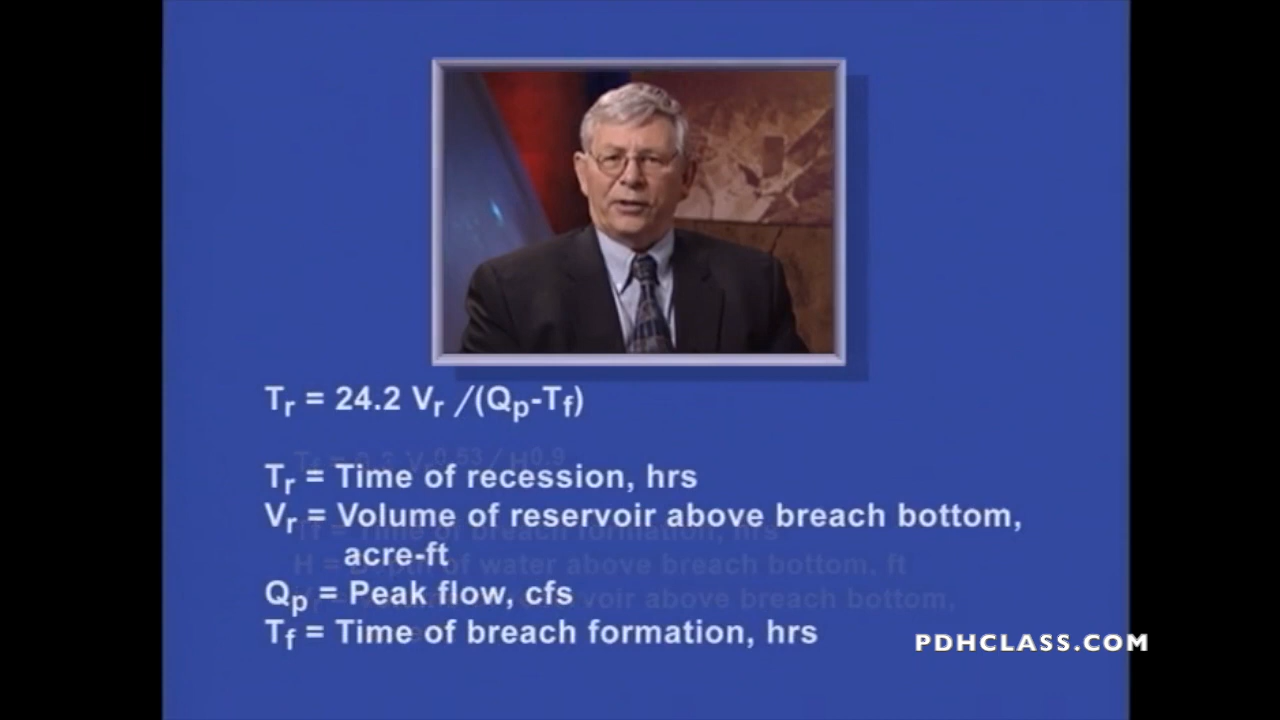 Tr = 24.2 Vr /(Qp-Tf)
Tr = Time of recession, hrs
Vr = Volume of reservoir above breach bottom,
acre-ft
Qp = Peak flow, cfs
Tf = Time of breach formation, hrs
PDHCLASS.COM